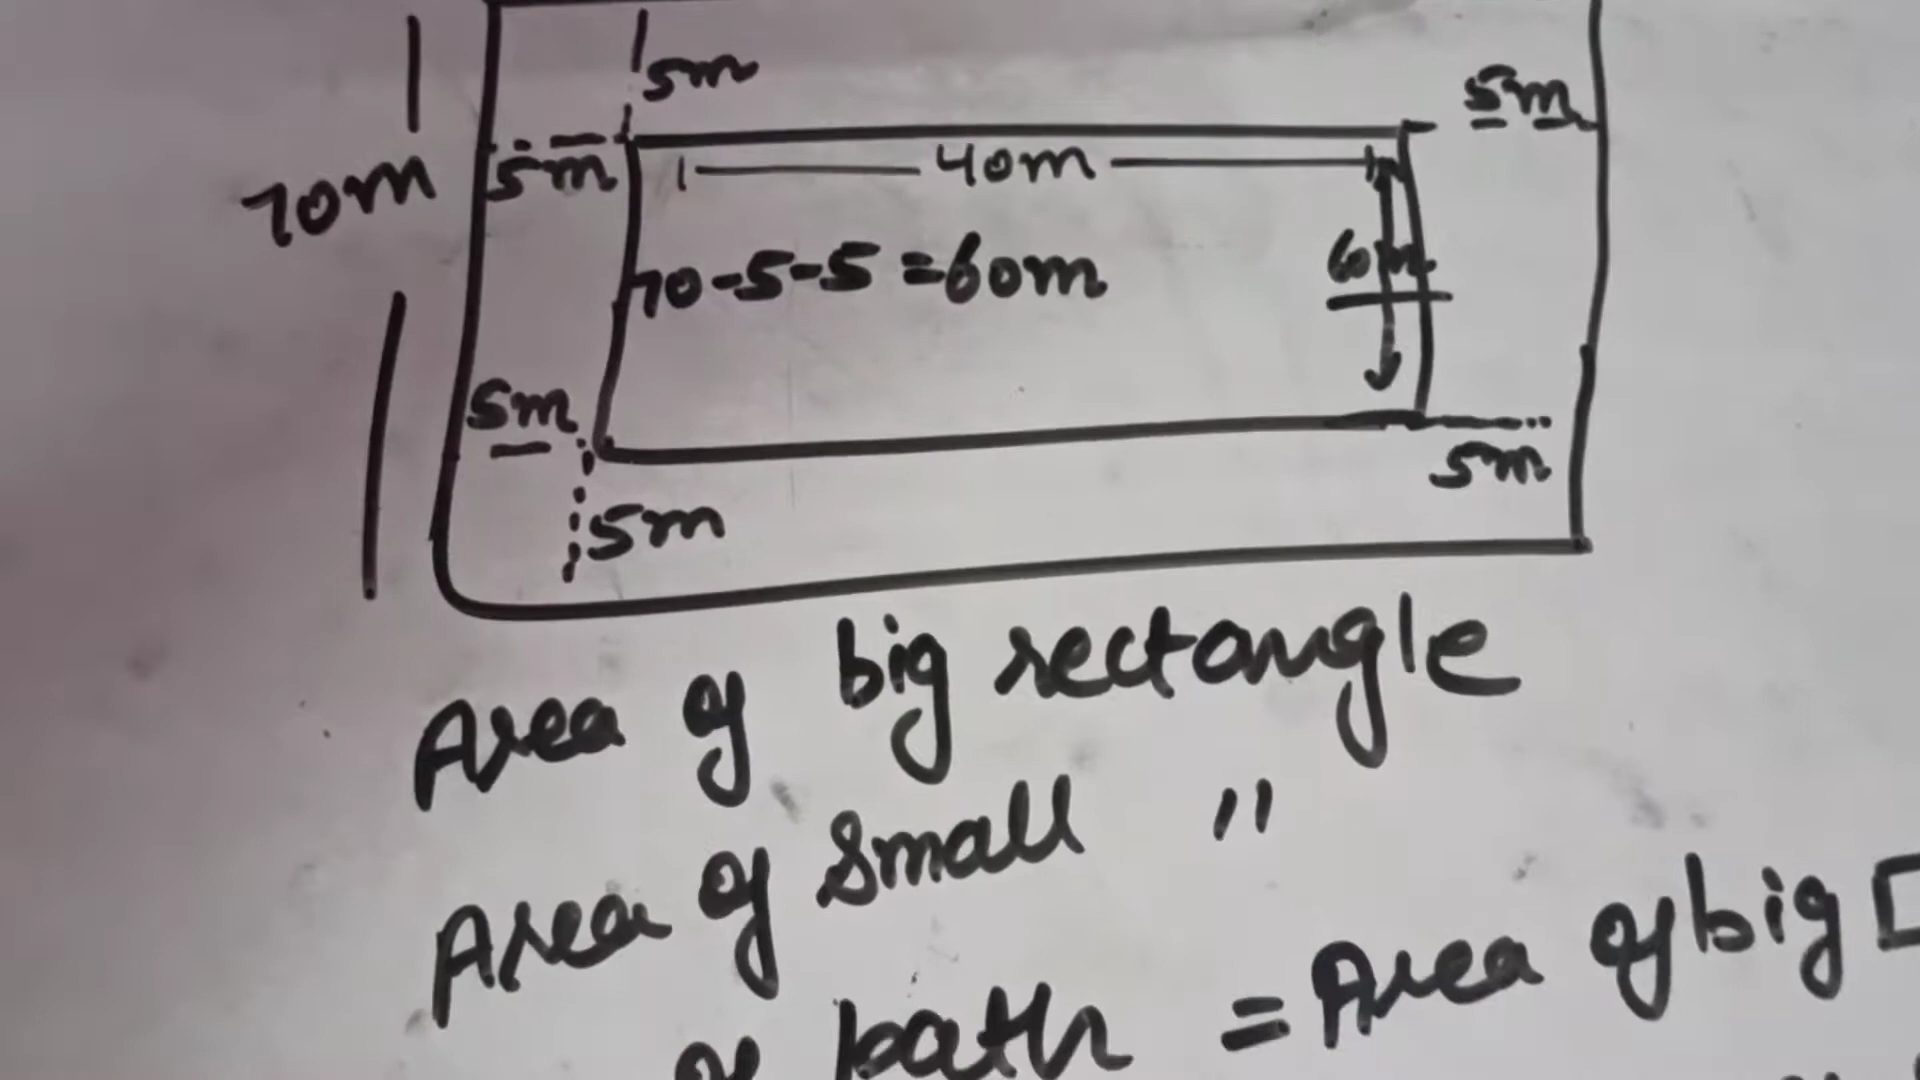 5m
5m
70m
5m
40m
70-5-5=60m
60m
5m
5m
5m
Area of big rectangle
Area of small "
of path = Area of big □